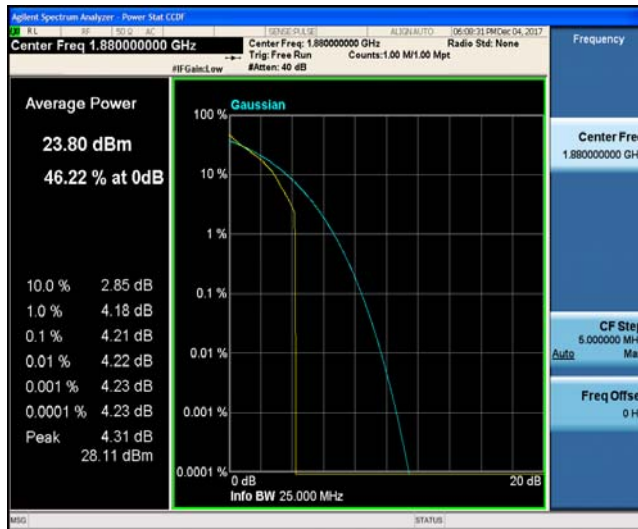 Agilent Spectrum Analyzer - Power Stat CCDF
RL RF 50 Ω AC SENSE:PULSE ALIGNAUTO 06:08:31 PM Dec 04, 2017
Center Freq 1.880000000 GHz
Center Freq: 1.880000000 GHz Radio Std: None
Trig: Free Run Counts:1.00 M/1.00 Mpt
#IFGain:Low #Atten: 40 dB
Frequency
Average Power
23.80 dBm
46.22 % at 0dB
10.0 % 2.85 dB
1.0 % 4.18 dB
0.1 % 4.21 dB
0.01 % 4.22 dB
0.001 % 4.23 dB
0.0001 % 4.23 dB
Peak 4.31 dB
28.11 dBm
Gaussian
100 %
10 %
1 %
0.1 %
0.01 %
0.001 %
0.0001 %
0 dB 20 dB
Info BW 25.000 MHz
Center Fre
1.880000000 GH
CF Ste
5.000000 MH
Auto Ma
Freq Offse
0 H
MSG STATUS